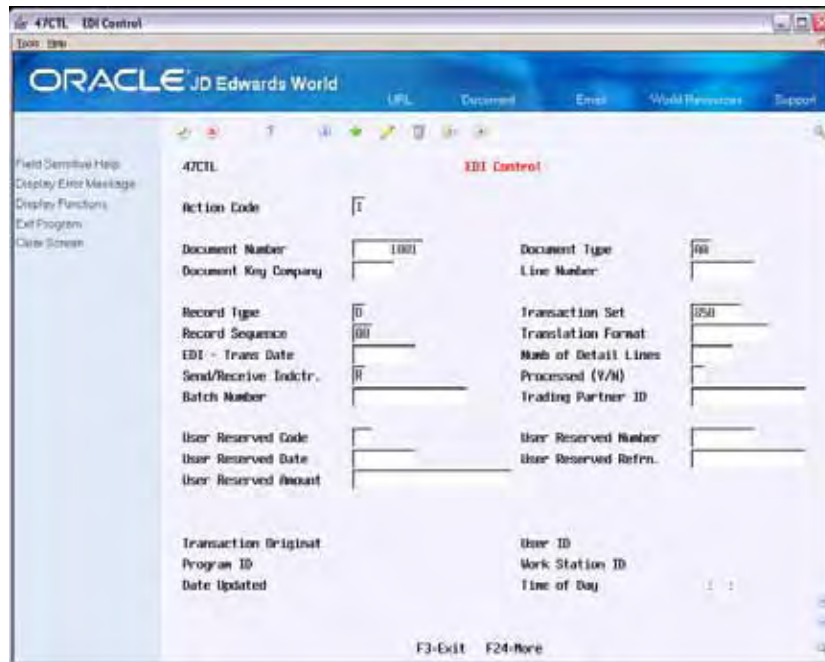 47CTL EDI Control
Tools Help
ORACLE JD Edwards World
URL Document Email World Resources Support
Field Sensitive Help
Display Error Message
Display Functions
Exit Program
Clear Screen
47CTL EDI Control
Action Code I
Document Number 1001 Document Type AA
Document Key Company Line Number
Record Type Transaction Set 850
Record Sequence 00 Translation Format
EDI - Trans Date Numb of Detail Lines
Send/Receive Indctr. R Processed (Y/N)
Batch Number Trading Partner ID
User Reserved Code User Reserved Number
User Reserved Date User Reserved Refrn.
User Reserved Amount
Transaction Originat User ID
Program ID Work Station ID
Date Updated Time of Day : :
F3=Exit F24=More